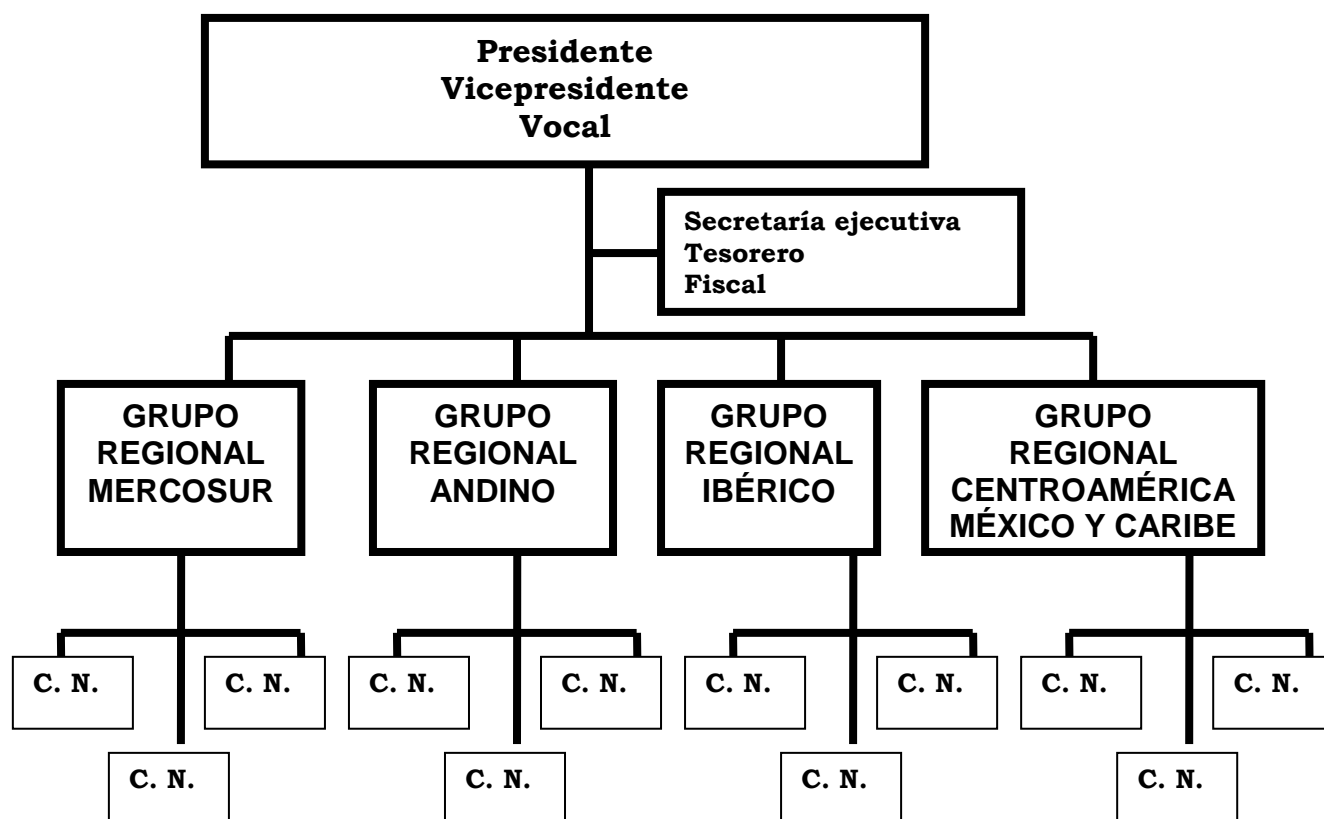 Presidente
Vicepresidente
Vocal
Secretaría ejecutiva
Tesorero
Fiscal
GRUPO
REGIONAL
MERCOSUR
GRUPO
REGIONAL
ANDINO
GRUPO
REGIONAL
IBÉRICO
GRUPO
REGIONAL
CENTROAMÉRICA
MÉXICO Y CARIBE
C. N.
C. N.
C. N.
C. N.
C. N.
C. N.
C. N.
C. N.
C. N.
C. N.
C. N.
C. N.